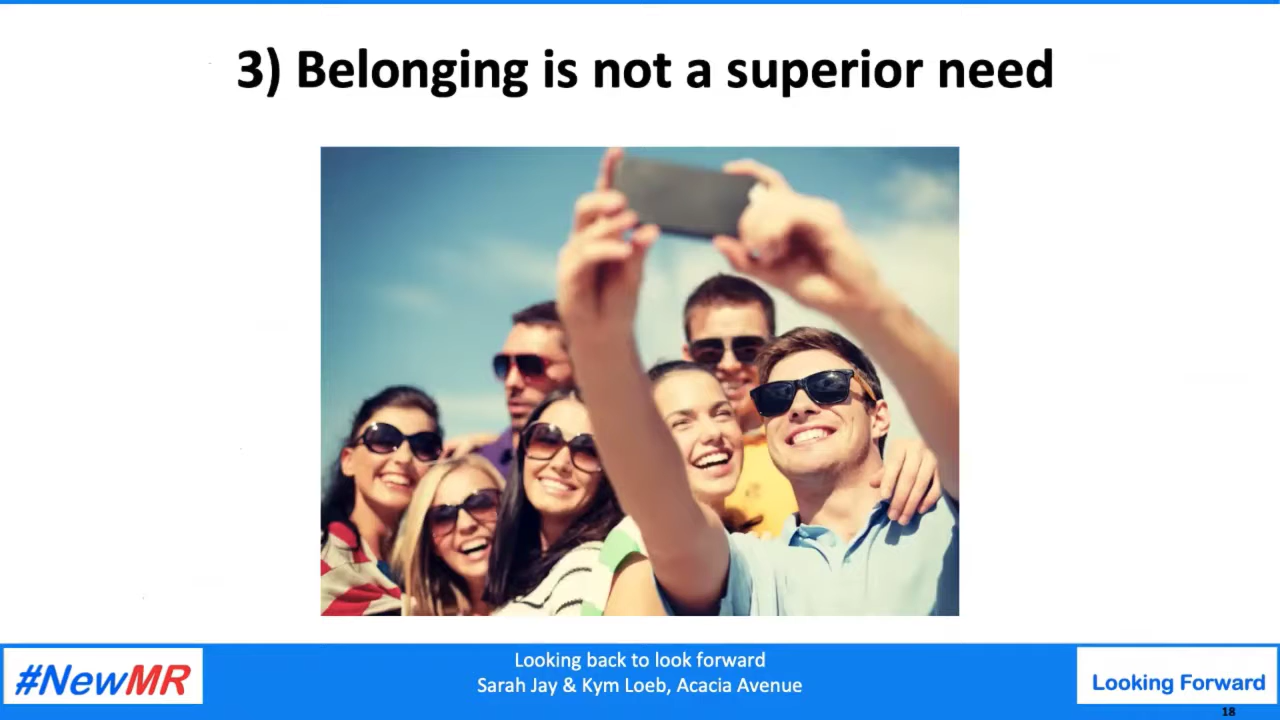 3) Belonging is not a superior need
#NewMR
Looking back to look forward
Sarah Jay & Kym Loeb, Acacia Avenue
Looking Forward
18